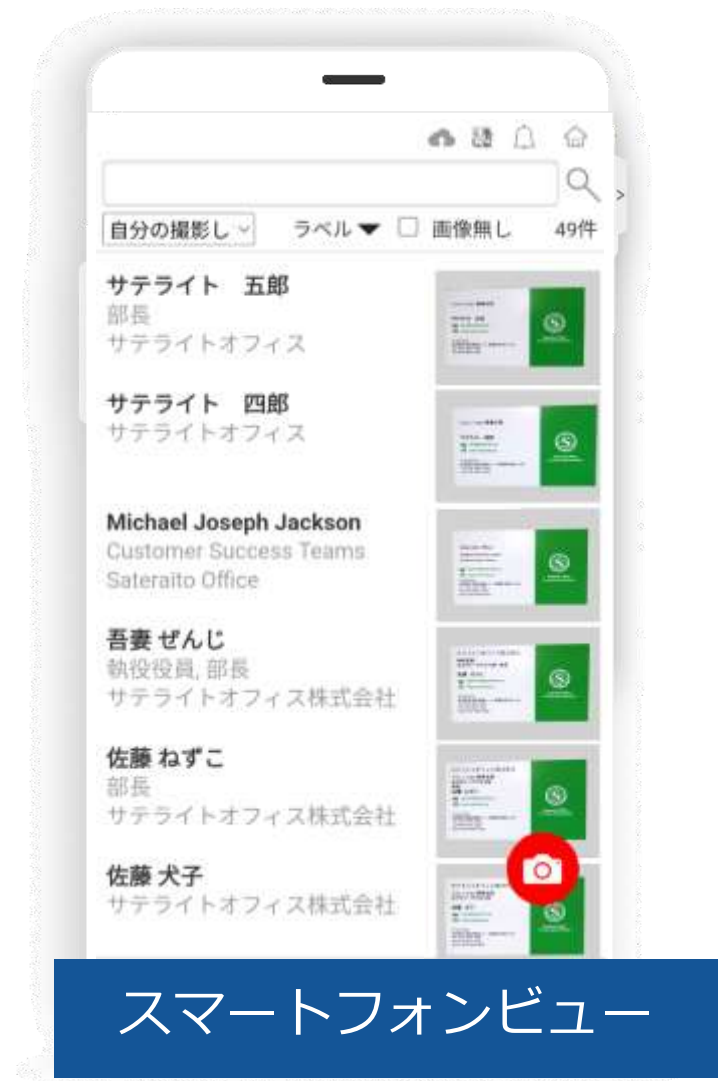 自分の撮影し ラベル 画像無し 49件
サテライト　五郎
部長
サテライトオフィス
サテライト　四郎
サテライトオフィス
Michael Joseph Jackson
Customer Success Teams
Sateraito Office
吾妻 ぜんじ
執役役員, 部長
サテライトオフィス株式会社
佐藤 ねずこ
部長
サテライトオフィス株式会社
佐藤 犬子
サテライトオフィス株式会社
スマートフォンビュー